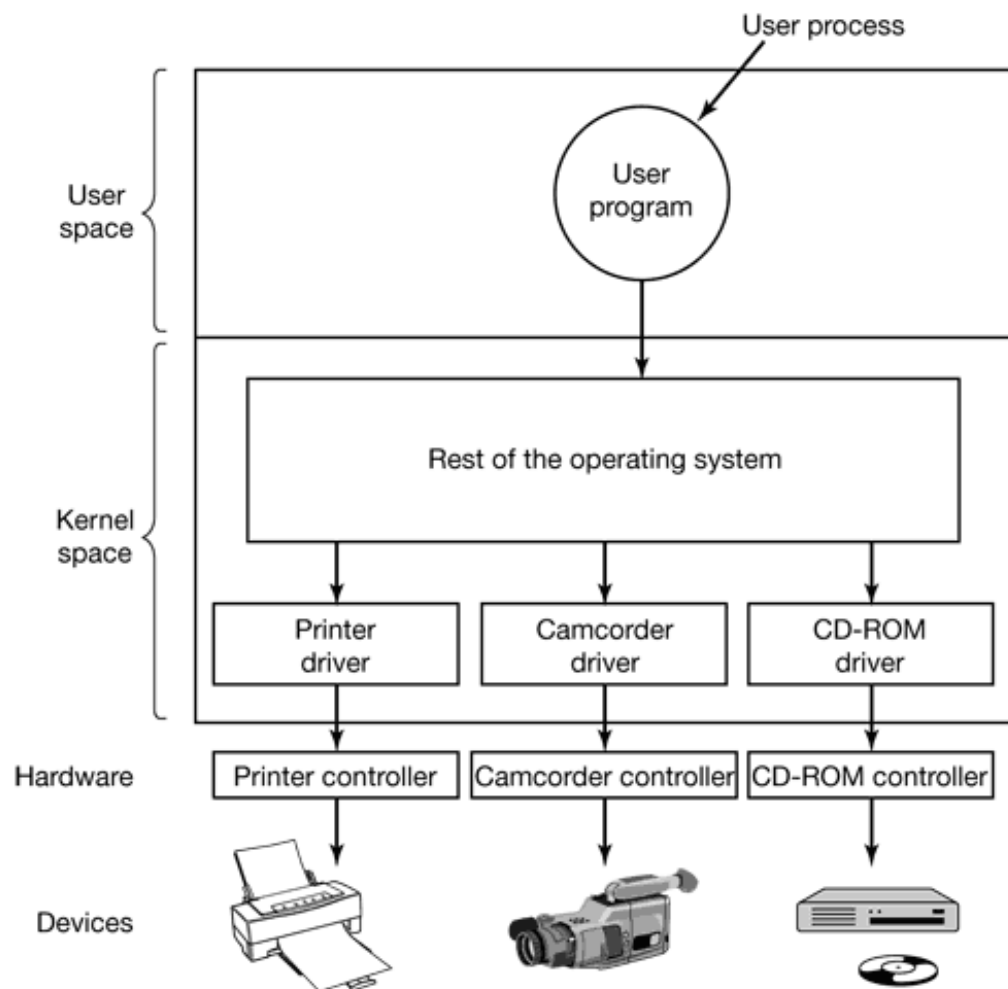 User process
User
program
User
space
Rest of the operating system
Kernel
space
Printer
driver
Camcorder
driver
CD-ROM
driver
Hardware
Printer controller
Camcorder controller
CD-ROM controller
Devices